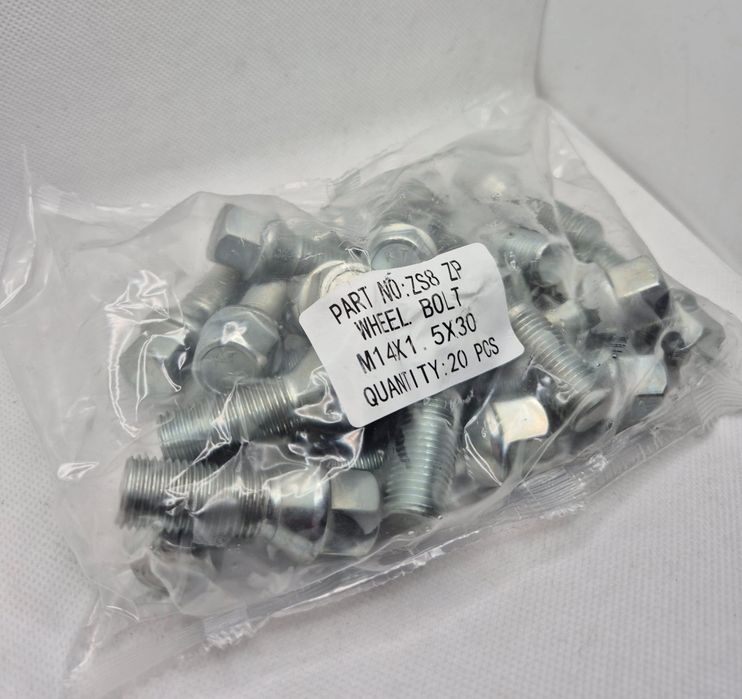 PART NO:ZS8 ZP
WHEEL BOLT
M14X1.5X30
QUANTITY:20 PCS